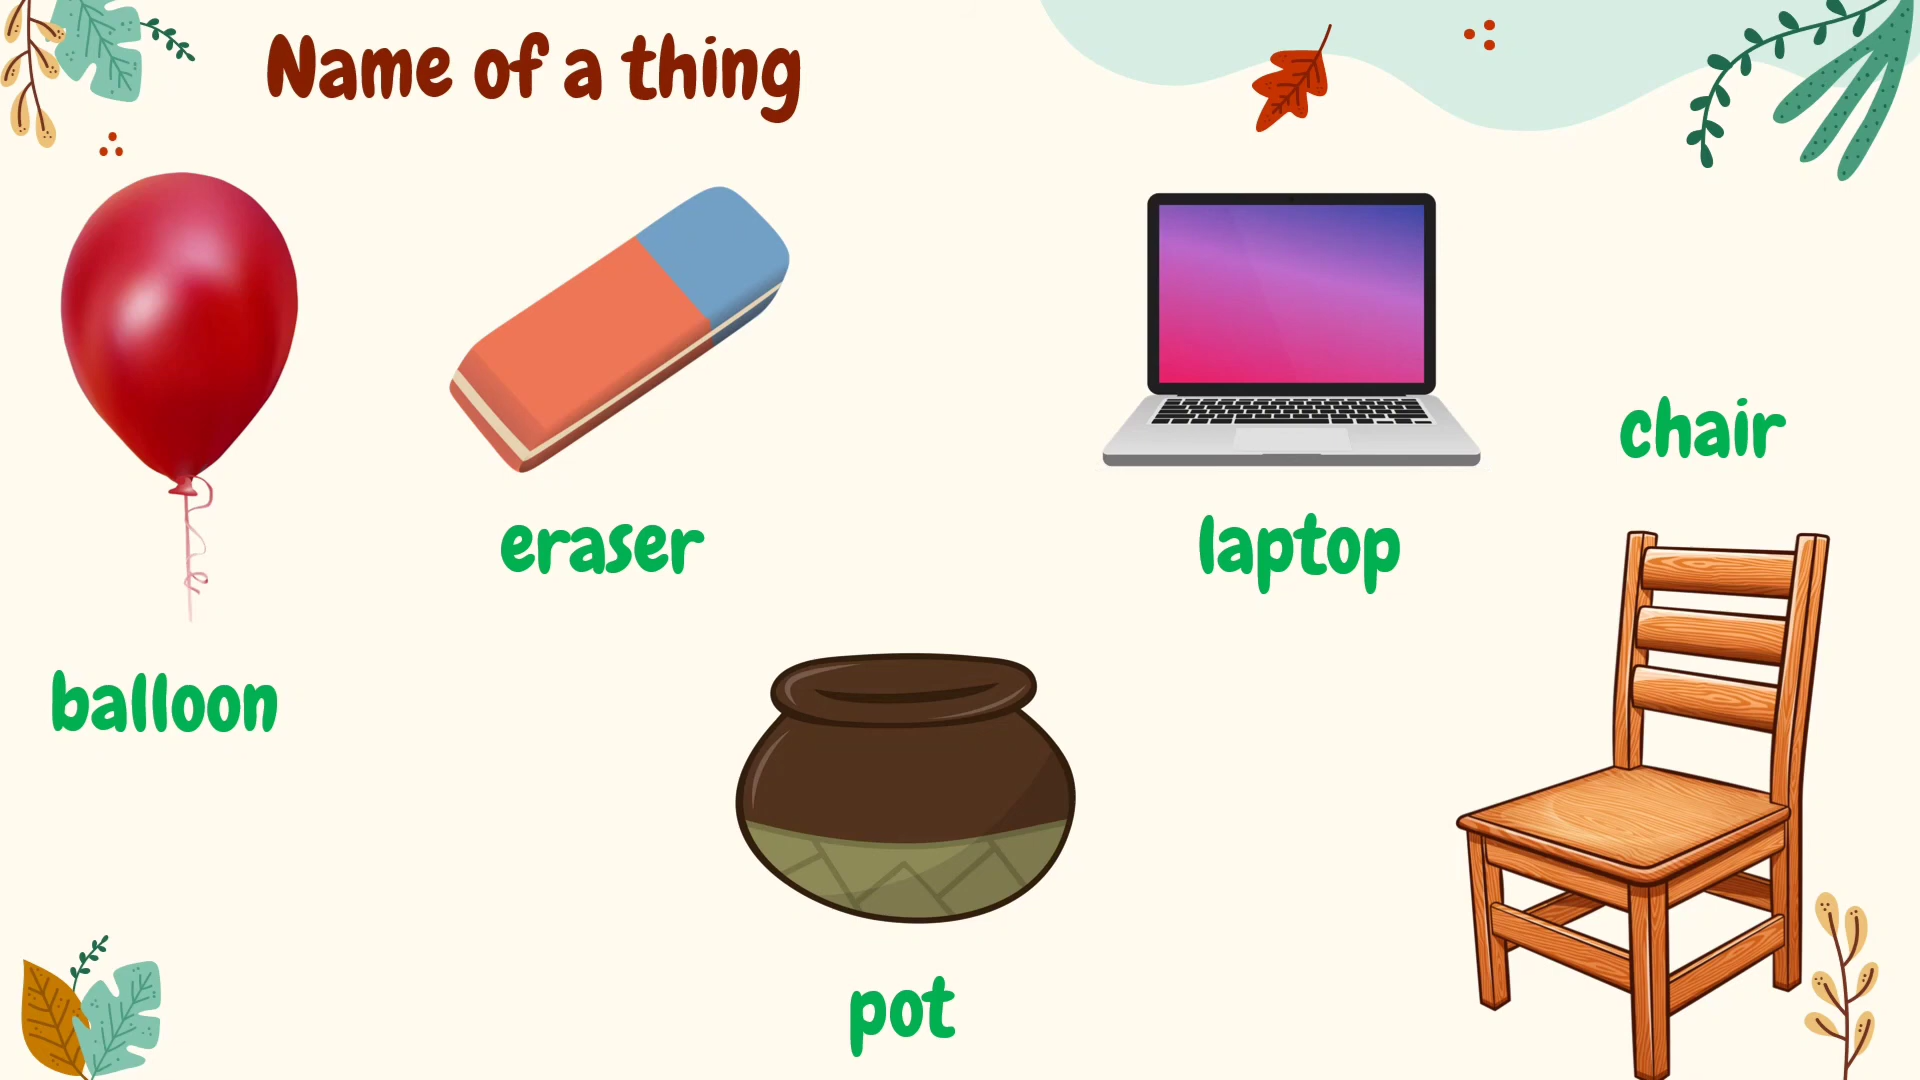 Name of a thing
chair
eraser
laptop
balloon
pot